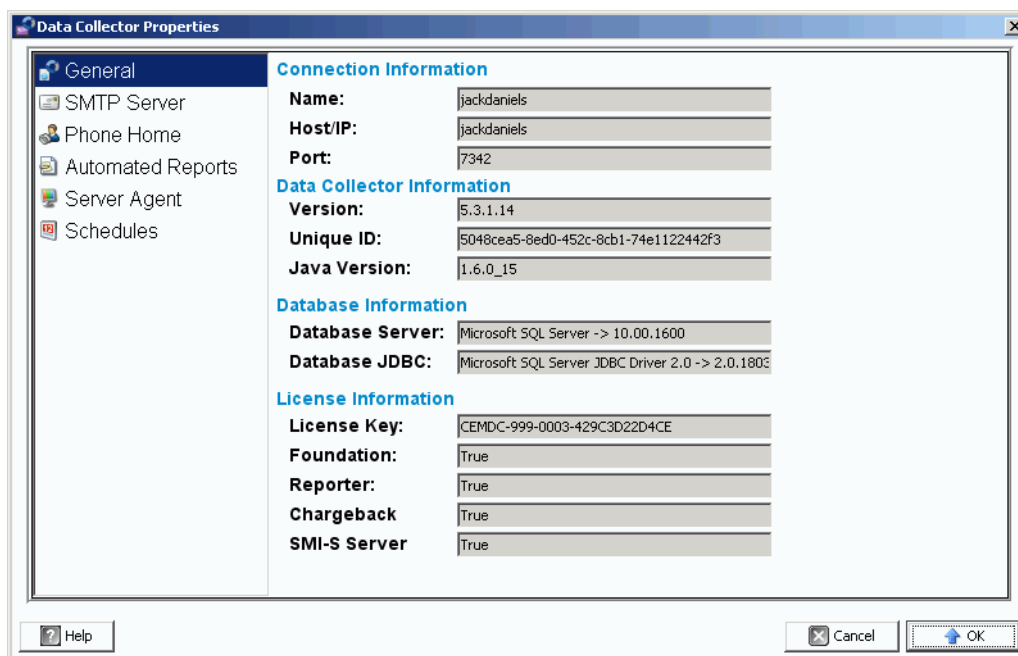 Data Collector Properties
General
SMTP Server
Phone Home
Automated Reports
Server Agent
Schedules
Connection Information
Name: jackdaniels
Host/IP: jackdaniels
Port: 7342
Data Collector Information
Version: 5.3.1.14
Unique ID: 5048cea5-8ed0-452c-8cb1-74e1122442f3
Java Version: 1.6.0_15
Database Information
Database Server: Microsoft SQL Server -> 10.00.1600
Database JDBC: Microsoft SQL Server JDBC Driver 2.0 -> 2.0.1803
License Information
License Key: CEMDC-999-0003-429C3D22D4CE
Foundation: True
Reporter: True
Chargeback True
SMI-S Server True
Help
Cancel
OK